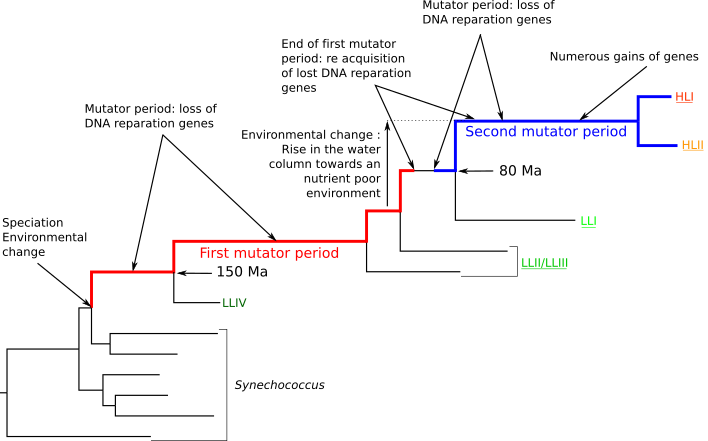 Mutator period: loss of
DNA reparation genes
End of first mutator
period: re acquisition
of lost DNA reparation
genes
Numerous gains of genes
HLI
Mutator period: loss of
DNA reparation genes
Environmental change :
Rise in the water
column towards an
nutrient poor
environment
Second mutator period
HLII
80 Ma
Speciation
Environmental
change
LLI
First mutator period
LLII/LLIII
150 Ma
LLIV
Synechococcus